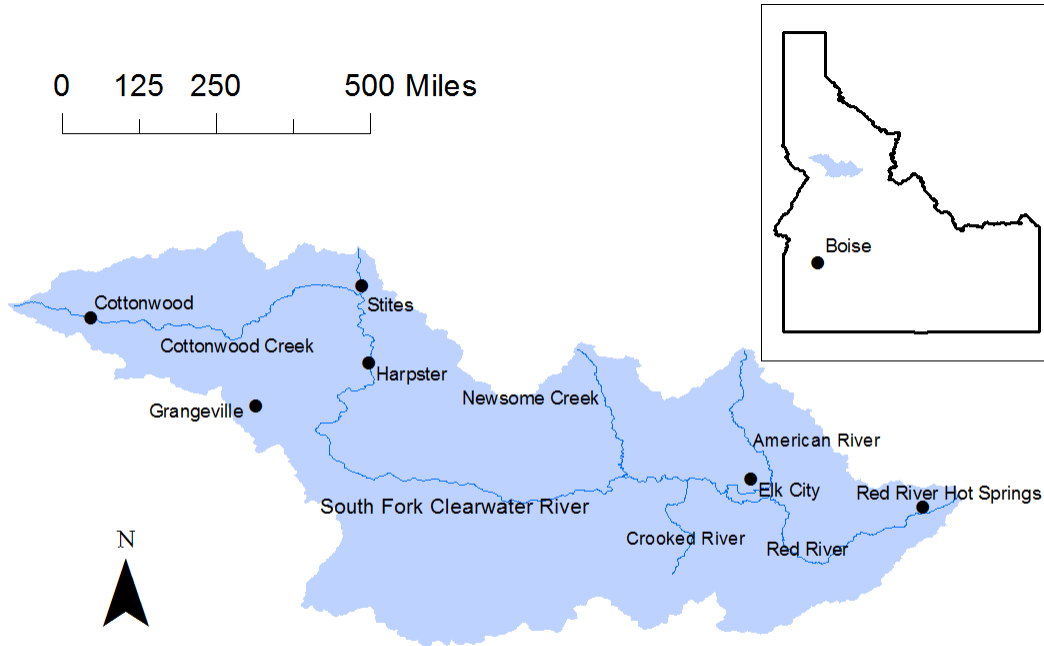 0 125 250 500 Miles
Boise
Cottonwood
Stites
Cottonwood Creek
Harpster
Newsome Creek
Grangeville
American River
Elk City
Red River Hot Springs
South Fork Clearwater River
Crooked River
Red River
N